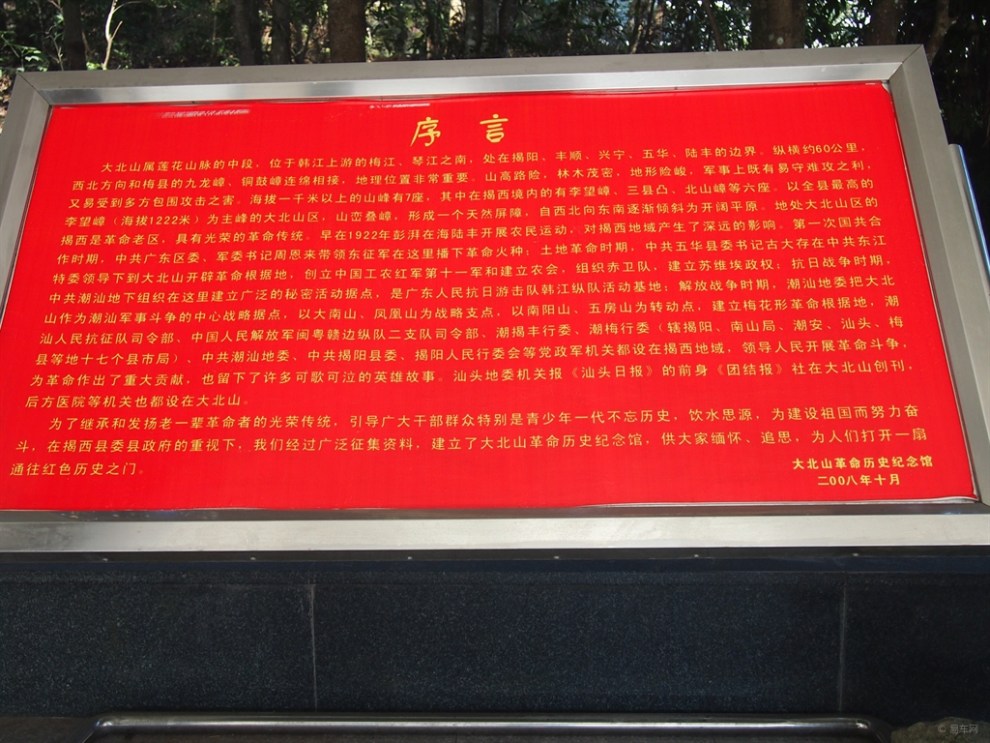 序言
大北山属莲花山脉的中段，位于韩江上游的梅江、琴江之南，处在揭阳、丰顺、兴宁、五华、陆丰的边界。纵横约60公里，
西北方向和梅县的九龙嶂、铜鼓嶂连绵相接，地理位置非常重要。山高路险，林木茂密，地形险峻，军事上既有易守难攻之利，
又易受到多方包围攻击之害。海拔一千米以上的山峰有7座，其中在揭西境内的有李望嶂、三县凸、北山嶂等六座。以全县最高的
李望嶂（海拔1222米）为主峰的大北山区，山峦叠嶂，形成一个天然屏障，自西北向东南逐渐倾斜为开阔平原。地处大北山区的
揭西是革命老区，具有光荣的革命传统。早在1922年彭湃在海陆丰开展农民运动，对揭西地域产生了深远的影响。第一次国共合
作时期，中共广东区委、军委书记周恩来带领东征军在这里播下革命火种；土地革命时期，中共五华县委书记古大存在中共东江
特委领导下到大北山开辟革命根据地，创立中国工农红军第十一军和建立农会，组织赤卫队，建立苏维埃政权；抗日战争时期，
中共潮汕地下组织在这里建立广泛的秘密活动据点，是广东人民抗日游击队韩江纵队活动基地；解放战争时期，潮汕地委把大北
山作为潮汕军事斗争的中心战略据点，以大南山、凤凰山为战略支点，以南阳山、五房山为转动点，建立梅花形革命根据地，潮
汕人民抗征队司令部、中国人民解放军闽粤赣边纵队二支队司令部、潮揭丰行委、潮梅行委（辖揭阳、南山局、潮安、汕头、梅
县等地十七个县市局）、中共潮汕地委、中共揭阳县委、揭阳人民行委会等党政军机关都设在揭西地域，领导人民开展革命斗争，
为革命作出了重大贡献，也留下了许多可歌可泣的英雄故事。汕头地委机关报《汕头日报》的前身《团结报》社在大北山创刊，
后方医院等机关也都设在大北山。
为了继承和发扬老一辈革命者的光荣传统，引导广大干部群众特别是青少年一代不忘历史，饮水思源，为建设祖国而努力奋
斗，在揭西县委县政府的重视下，我们经过广泛征集资料，建立了大北山革命历史纪念馆，供大家缅怀、追思，为人们打开一扇
通往红色历史之门。
大北山革命历史纪念馆
二00八年十月
© 易车网